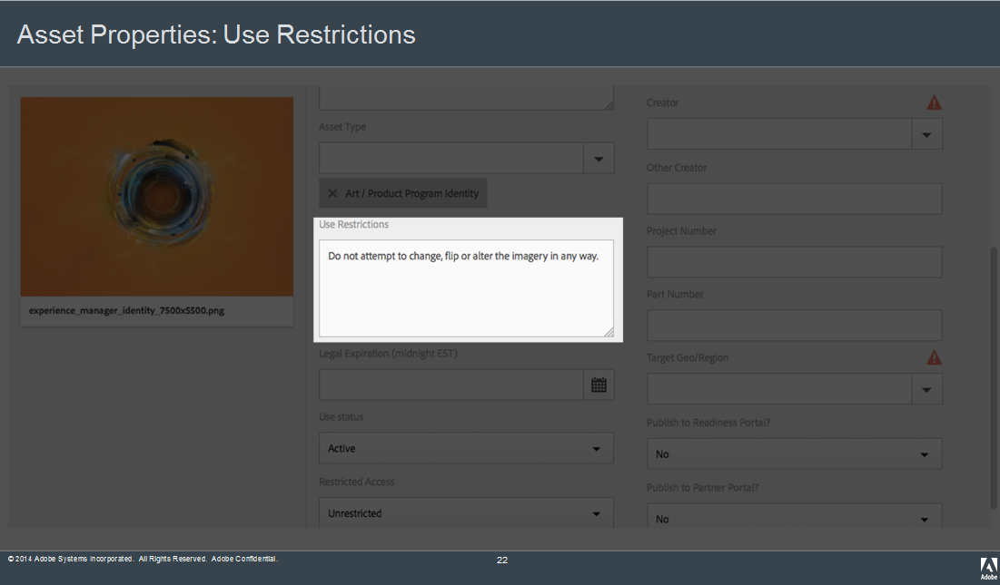 Asset Properties: Use Restrictions
experience_manager_identity_7500x5500.png
Asset Type
Art / Product Program Identity
Use Restrictions
Do not attempt to change, flip or alter the imagery in any way.
Legal Expiration (midnight EST)
Use status
Active
Restricted Access
Unrestricted
Creator
Other Creator
Project Number
Part Number
Target Geo/Region
Publish to Readiness Portal?
No
Publish to Partner Portal?
No
© 2014 Adobe Systems Incorporated. All Rights Reserved. Adobe Confidential.
22
Adobe